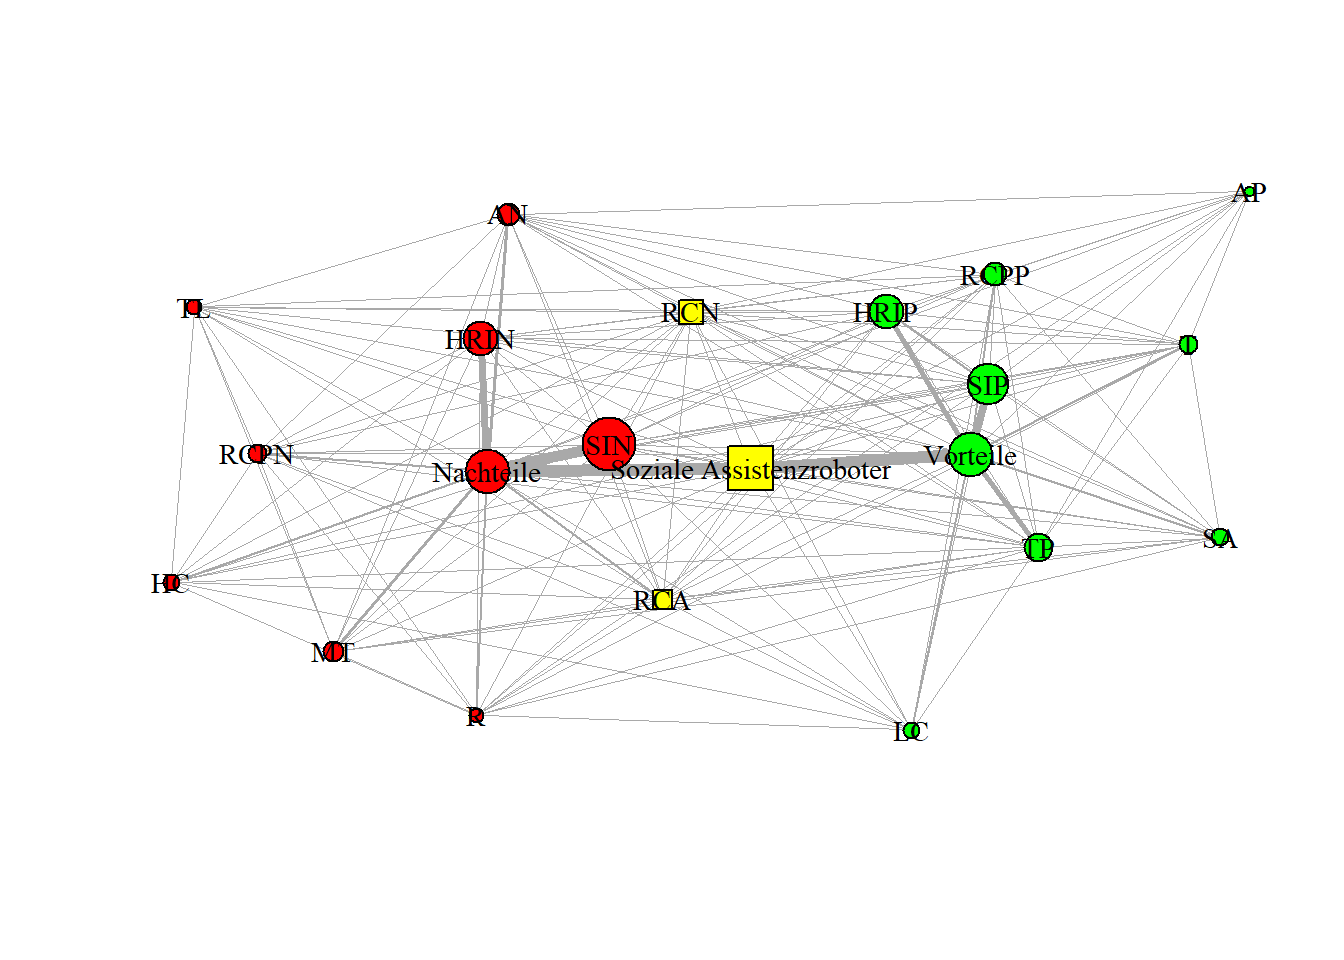 AP
AN
RCPP
TL
RCN
HRIP
HRIN
I
SIP
SIN
RCPN
Vorteile
Nachteile
Soziale Assistenzroboter
SA
TP
HC
RCA
MT
R
LC